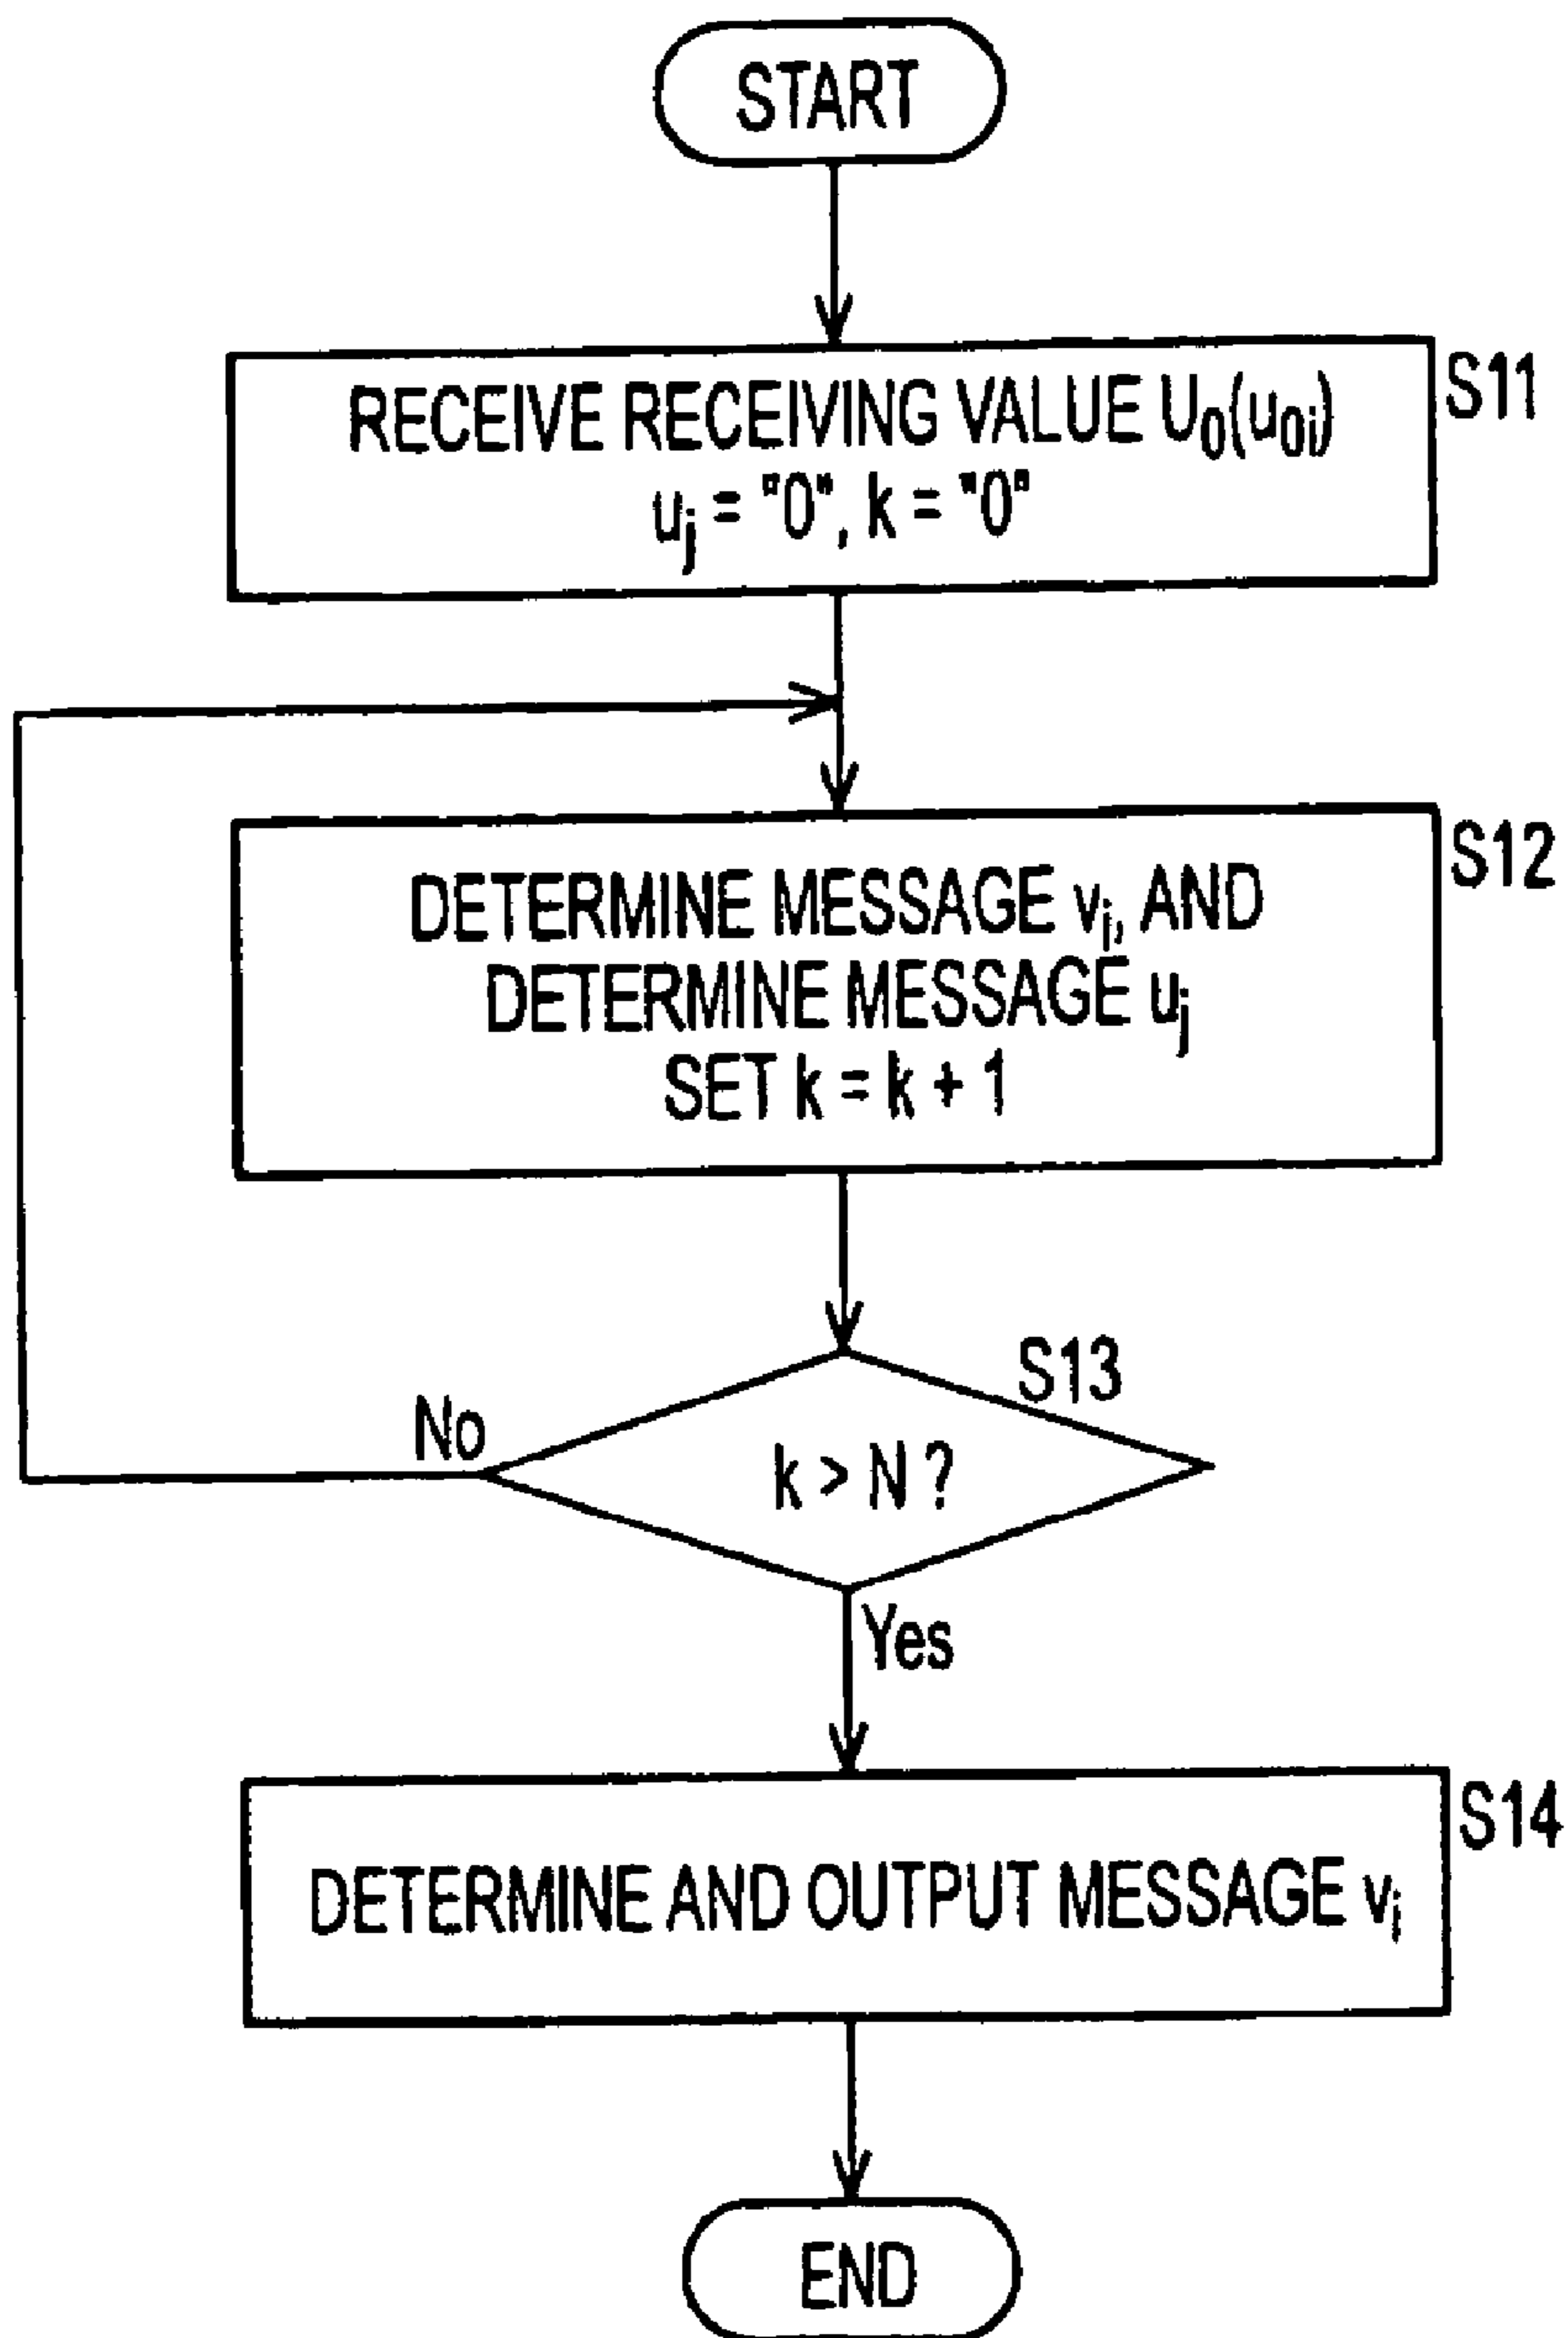 START
S11
RECEIVE RECEIVING VALUE U₀(u₀ᵢ)
uⱼ = "0", k = "0"
S12
DETERMINE MESSAGE vᵢ, AND
DETERMINE MESSAGE uⱼ
SET k = k + 1
S13
No
k > N ?
Yes
S14
DETERMINE AND OUTPUT MESSAGE vᵢ
END